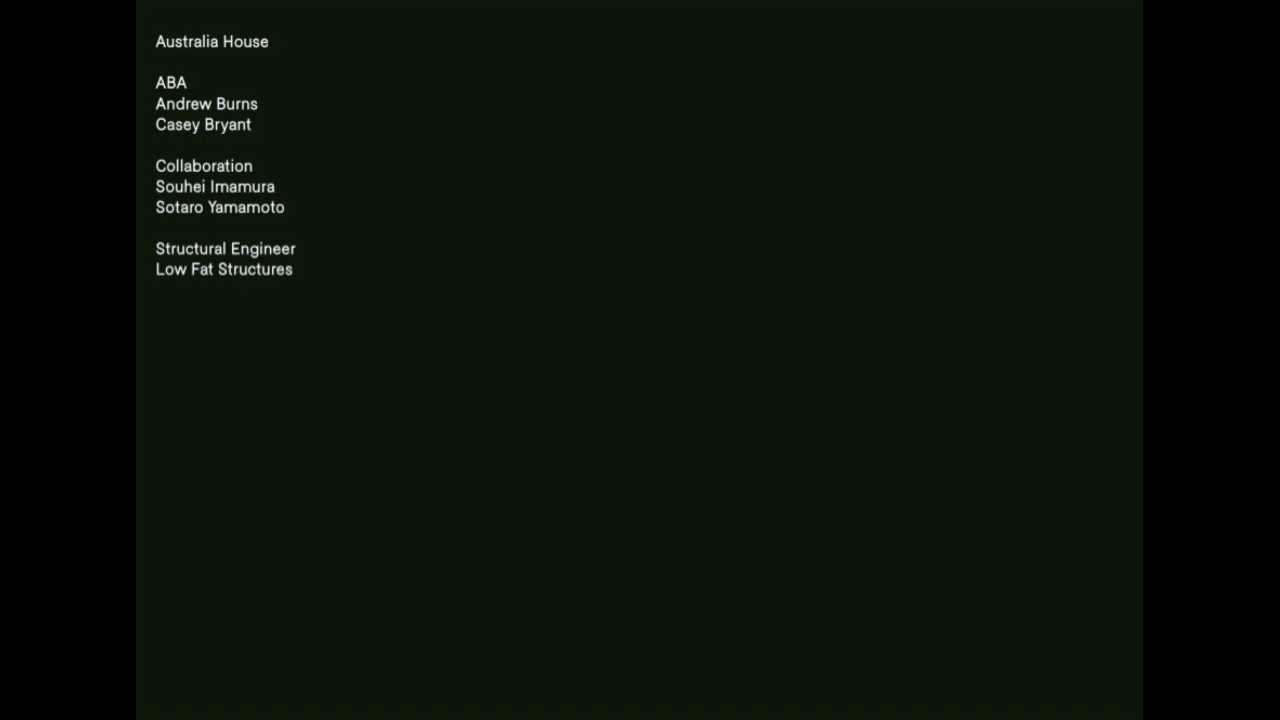 Australia House
ABA
Andrew Burns
Casey Bryant
Collaboration
Souhei Imamura
Sotaro Yamamoto
Structural Engineer
Low Fat Structures